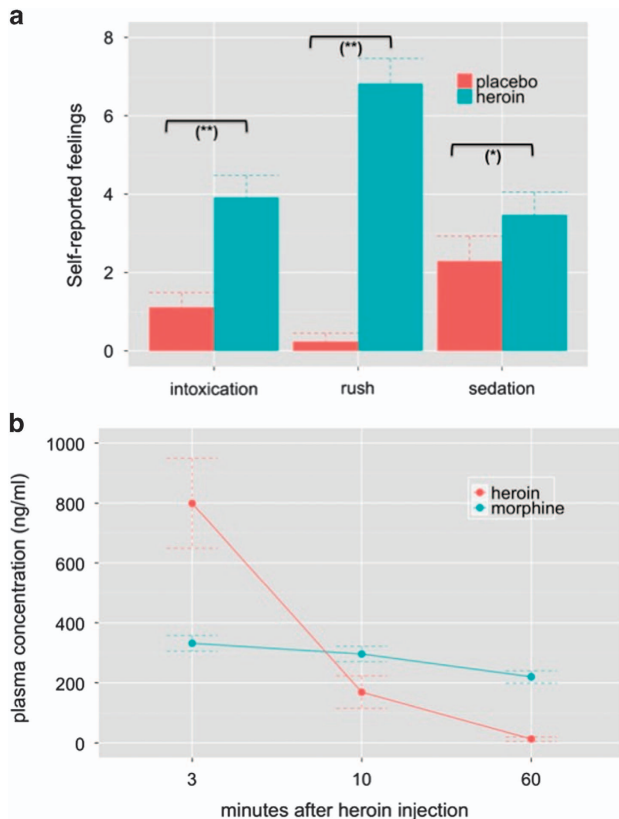 a
Self-reported feelings
8
6
4
2
0
(**)
(**)
(*)
placebo
heroin
intoxication
rush
sedation
b
plasma concentration (ng/ml)
1000
800
600
400
200
0
heroin
morphine
3
10
60
minutes after heroin injection